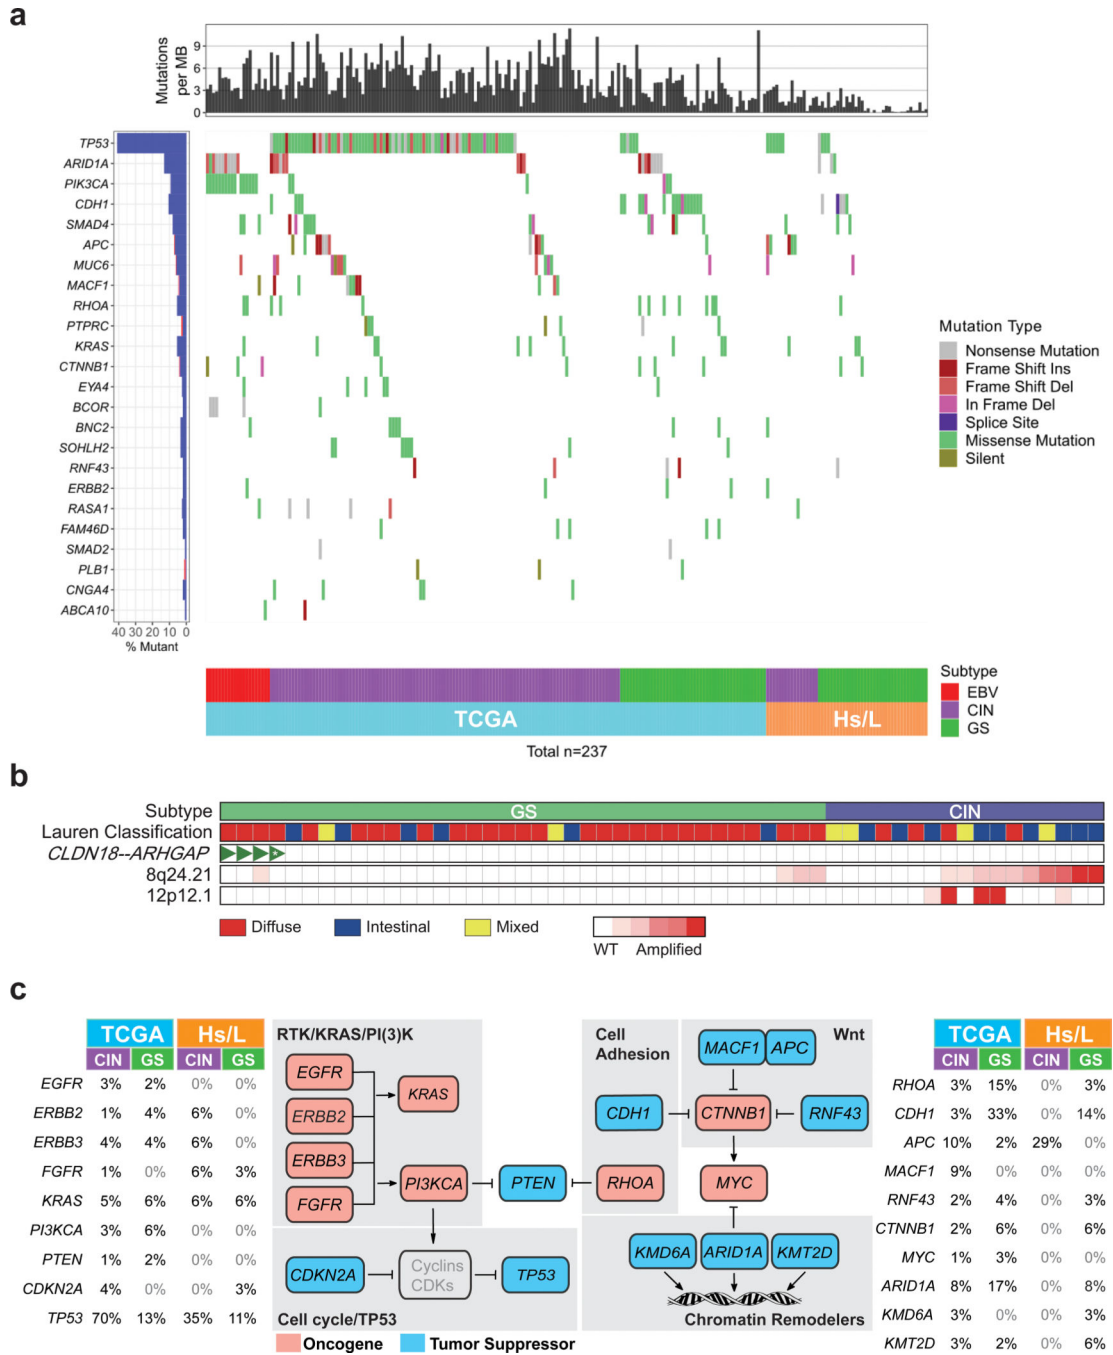 a
Mutations
per MB
9
6
3
0
TP53
ARID1A
PIK3CA
CDH1
SMAD4
APC
MUC6
MACF1
RHOA
PTPRC
KRAS
CTNNB1
EYA4
BCOR
BNC2
SOHLH2
RNF43
ERBB2
RASA1
FAM46D
SMAD2
PLB1
CNGA4
ABCA10
40 30 20 10 0
% Mutant
Mutation Type
Nonsense Mutation
Frame Shift Ins
Frame Shift Del
In Frame Del
Splice Site
Missense Mutation
Silent
TCGA
Hs/L
Total n=237
Subtype
EBV
CIN
GS
b
Subtype GS CIN
Lauren Classification
CLDN18--ARHGAP
8q24.21
12p12.1
Diffuse Intestinal Mixed
WT Amplified
c
TCGA Hs/L
CIN GS CIN GS
EGFR 3% 2% 0% 0%
ERBB2 1% 4% 6% 0%
ERBB3 4% 4% 6% 0%
FGFR 1% 0% 6% 3%
KRAS 5% 6% 6% 6%
PI3KCA 3% 6% 0% 0%
PTEN 1% 2% 0% 0%
CDKN2A 4% 0% 0% 3%
TP53 70% 13% 35% 11%
RTK/KRAS/PI(3)K
EGFR
ERBB2
ERBB3
FGFR
KRAS
PI3KCA
PTEN
RHOA
Cell
Adhesion
CDH1
Wnt
MACF1 APC
CTNNB1
RNF43
MYC
CDKN2A
Cyclins
CDKs
TP53
Cell cycle/TP53
KMD6A ARID1A KMT2D
Chromatin Remodelers
Oncogene Tumor Suppressor
TCGA Hs/L
CIN GS CIN GS
RHOA 3% 15% 0% 3%
CDH1 3% 33% 0% 14%
APC 10% 2% 29% 0%
MACF1 9% 0% 0% 0%
RNF43 2% 4% 0% 3%
CTNNB1 2% 6% 0% 6%
MYC 1% 3% 0% 0%
ARID1A 8% 17% 0% 8%
KMD6A 3% 0% 0% 3%
KMT2D 3% 2% 0% 6%